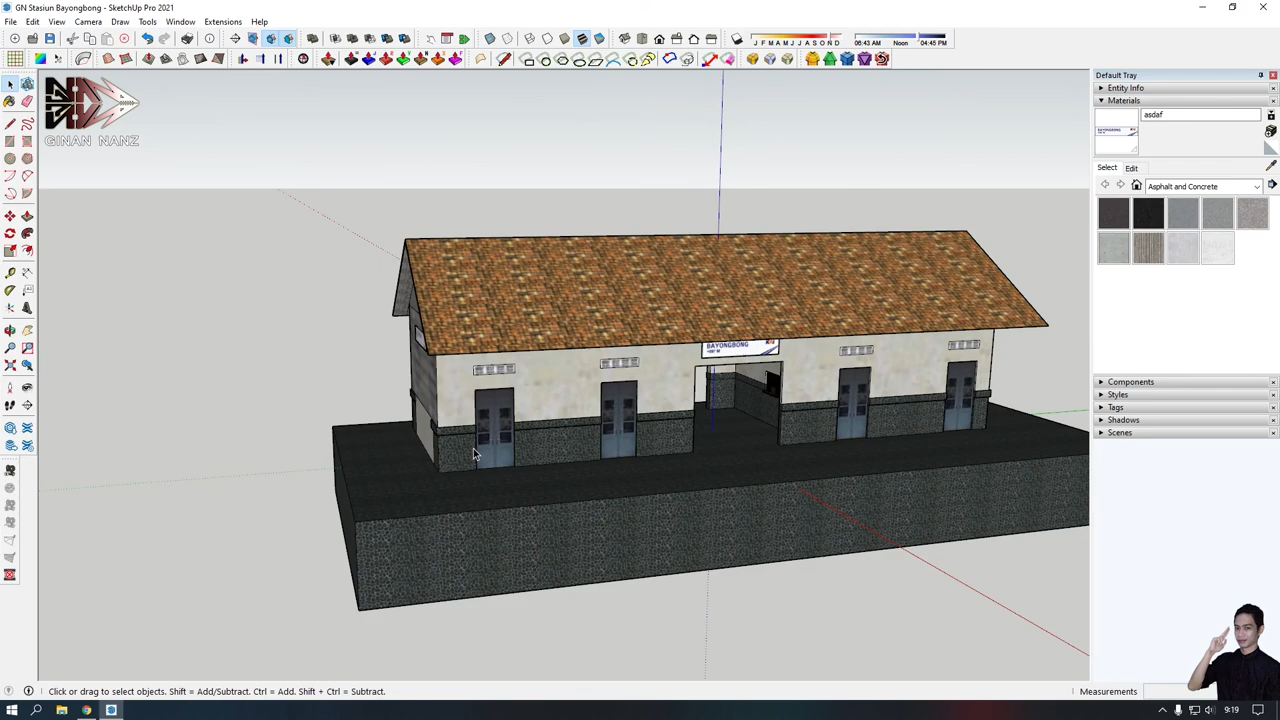 GN Stasiun Bayongbong - SketchUp Pro 2021
File Edit View Camera Draw Tools Window Extensions Help
J F M A M J J A S O N D 06:43 AM Noon 04:45 PM
GINAN NANZ
Default Tray
Entity Info
Materials
asdaf
BAYONGBONG
Select Edit
Asphalt and Concrete
BAYONGBONG
Components
Styles
Tags
Shadows
Scenes
Click or drag to select objects. Shift = Add/Subtract. Ctrl = Add. Shift + Ctrl = Subtract.
Measurements
9:19